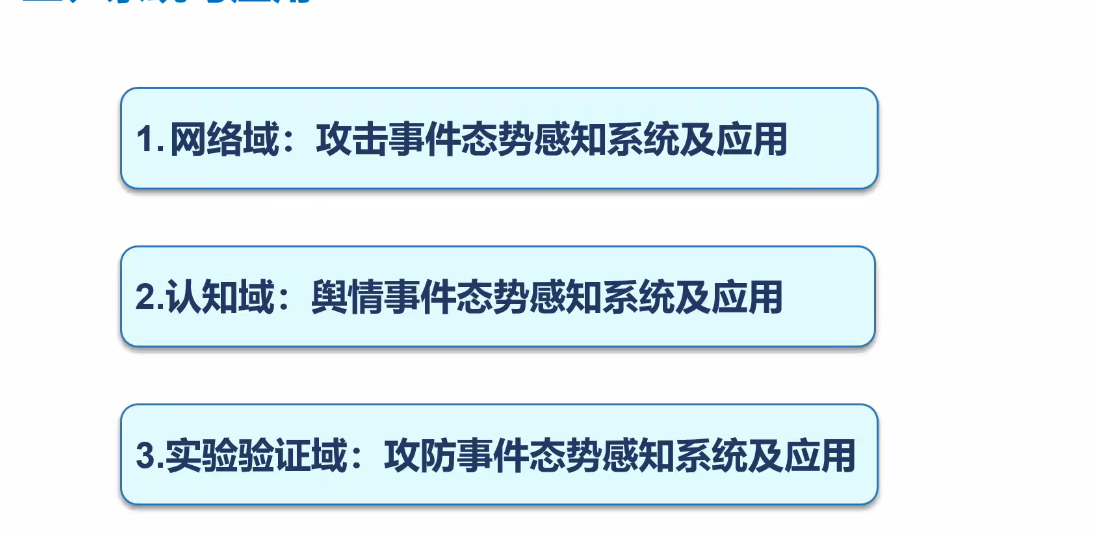 1.网络域：攻击事件态势感知系统及应用
2.认知域：舆情事件态势感知系统及应用
3.实验验证域：攻防事件态势感知系统及应用